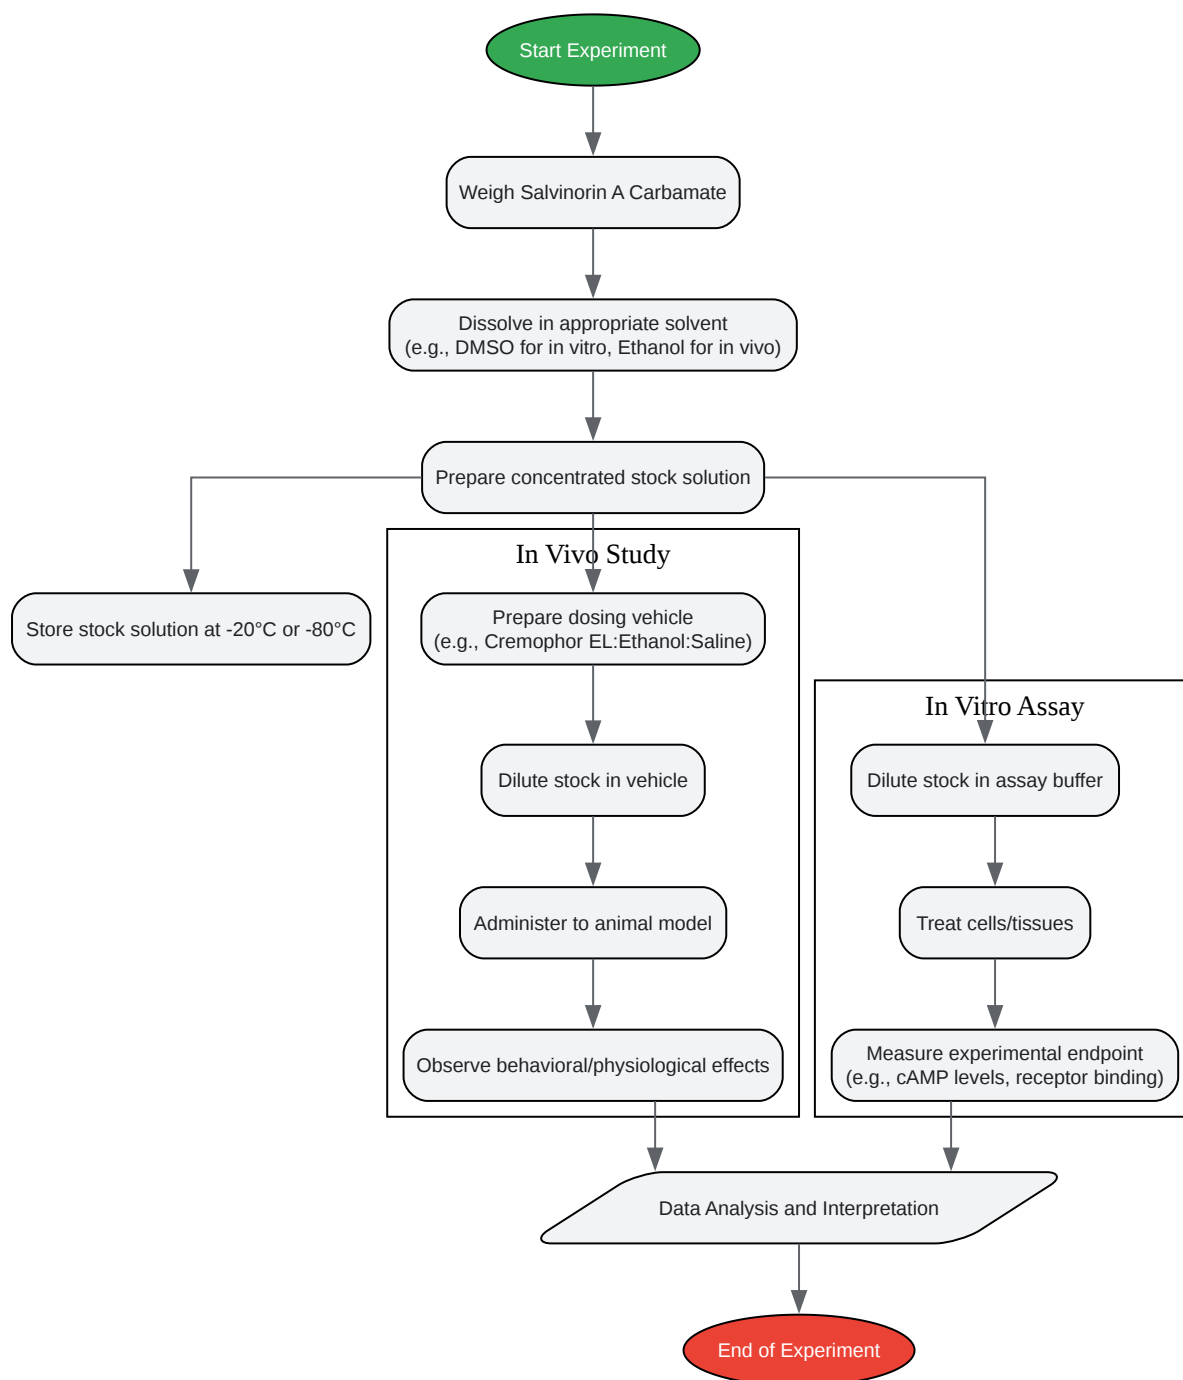 Start Experiment
Weigh Salvinorin A Carbamate
Dissolve in appropriate solvent
(e.g., DMSO for in vitro, Ethanol for in vivo)
Prepare concentrated stock solution
Store stock solution at -20°C or -80°C
In Vivo Study
Prepare dosing vehicle
(e.g., Cremophor EL:Ethanol:Saline)
Dilute stock in vehicle
Administer to animal model
Observe behavioral/physiological effects
In Vitro Assay
Dilute stock in assay buffer
Treat cells/tissues
Measure experimental endpoint
(e.g., cAMP levels, receptor binding)
Data Analysis and Interpretation
End of Experiment